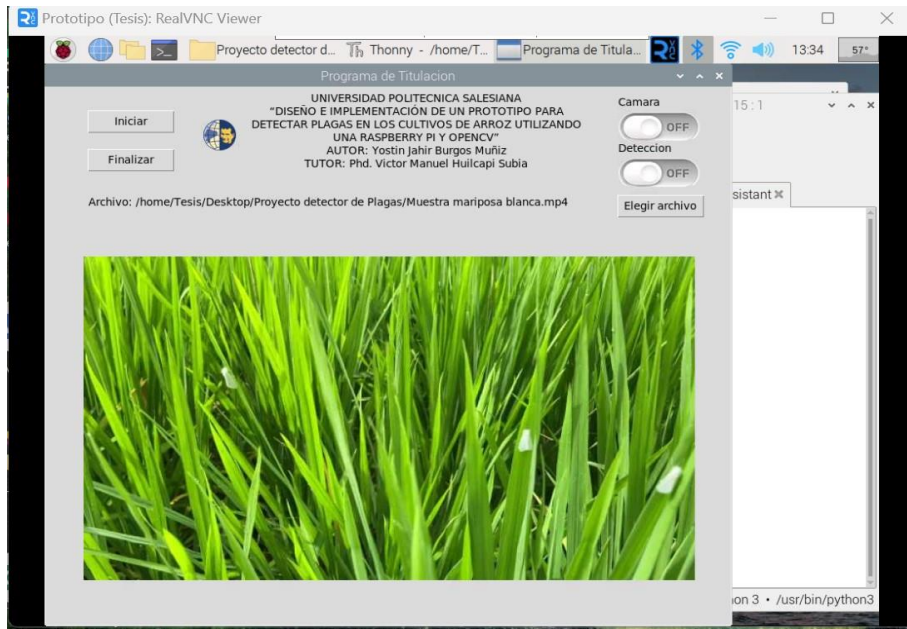 Prototipo (Tesis): RealVNC Viewer
Proyecto detector d...
Thonny - /home/T...
Programa de Titula...
13:34
57°
Programa de Titulacion
15 : 1
Iniciar
Finalizar
UNIVERSIDAD POLITECNICA SALESIANA
"DISEÑO E IMPLEMENTACIÓN DE UN PROTOTIPO PARA
DETECTAR PLAGAS EN LOS CULTIVOS DE ARROZ UTILIZANDO
UNA RASPBERRY PI Y OPENCV"
AUTOR: Yostin Jahir Burgos Muñiz
TUTOR: Phd. Victor Manuel Huilcapi Subia
Camara
OFF
Deteccion
OFF
sistant
Archivo: /home/Tesis/Desktop/Proyecto detector de Plagas/Muestra mariposa blanca.mp4
Elegir archivo
on 3 • /usr/bin/python3